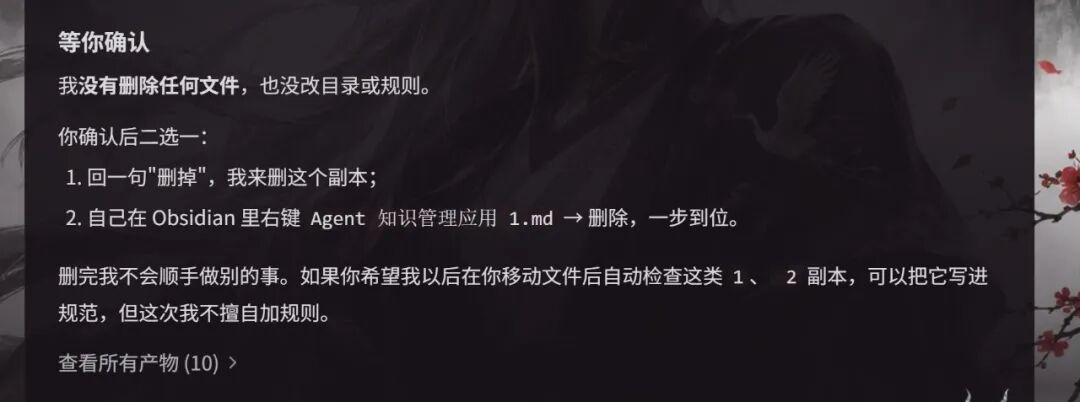 等你确认
我没有删除任何文件，也没改目录或规则。
你确认后二选一：
1. 回一句"删掉"，我来删这个副本；
2. 自己在 Obsidian 里右键 Agent 知识管理应用 1.md → 删除，一步到位。
删完我不会顺手做别的事。如果你希望我以后在你移动文件后自动检查这类 1 、 2 副本，可以把它写进
规范，但这次我不擅自加规则。
查看所有产物 (10) >